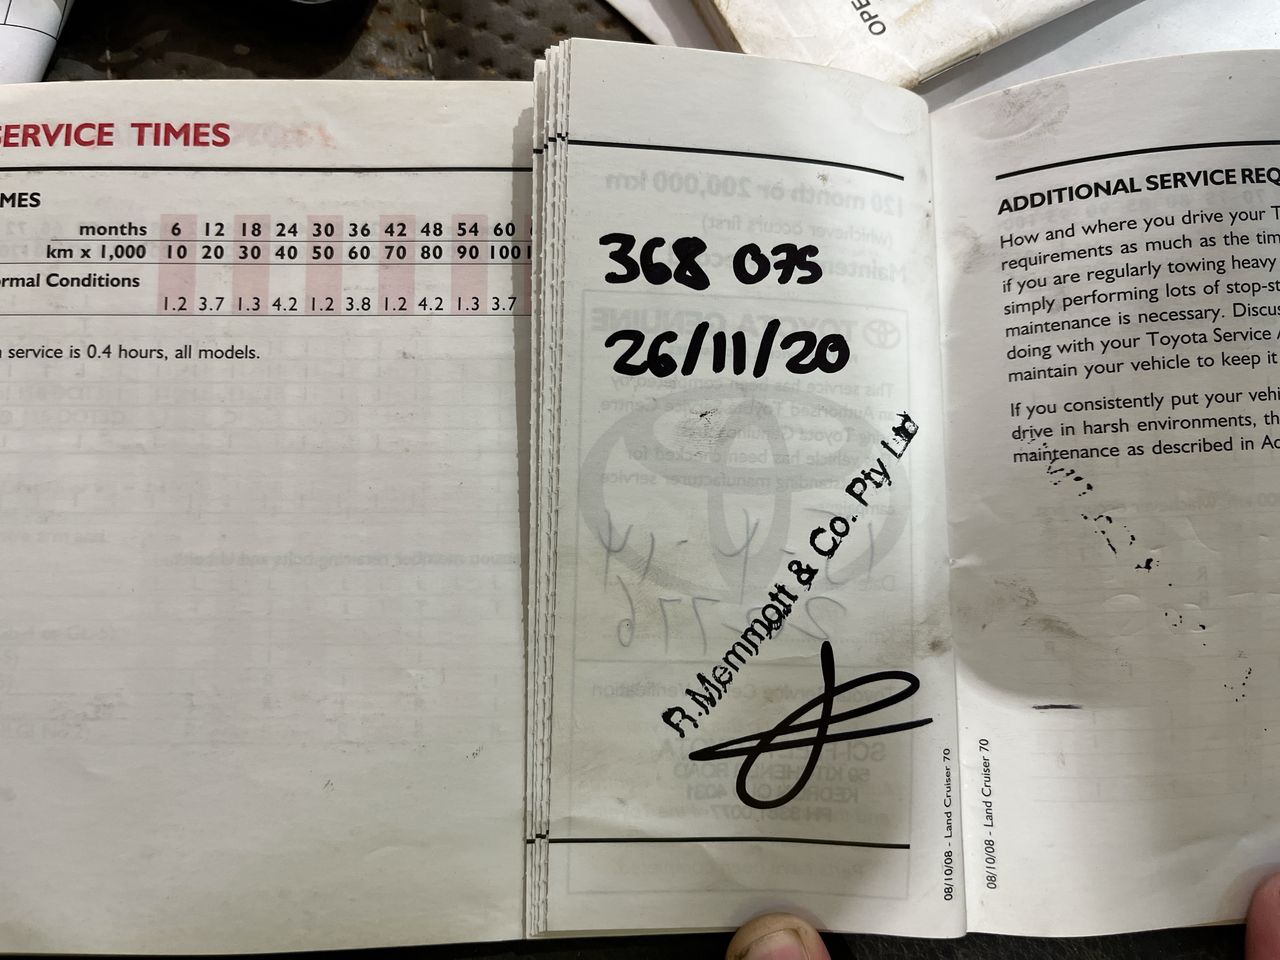 OPE
SERVICE TIMES
MES
months 6 12 18 24 30 36 42 48 54 60
km x 1,000 10 20 30 40 50 60 70 80 90 100
rmal Conditions
1.2 3.7 1.3 4.2 1.2 3.8 1.2 4.2 1.3 3.7
service is 0.4 hours, all models.
368 075
26/11/20
R.Memmott & Co. Pty Ltd
08/10/08 - Land Cruiser 70
08/10/08 - Land Cruiser 70
ADDITIONAL SERVICE REQ
How and where you drive your T
requirements as much as the tim
if you are regularly towing heavy
simply performing lots of stop-st
maintenance is necessary. Discus
doing with your Toyota Service
maintain your vehicle to keep it
If you consistently put your vehi
drive in harsh environments, th
maintenance as described in Ad